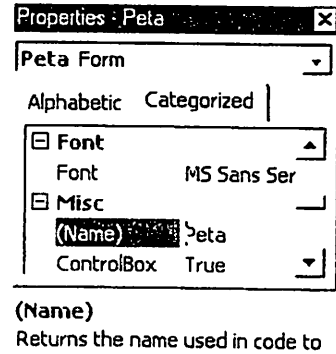 Properties - Peta
Peta Form
Alphabetic Categorized
Font
Font MS Sans Ser
Misc
(Name) Peta
ControlBox True
(Name)
Returns the name used in code to